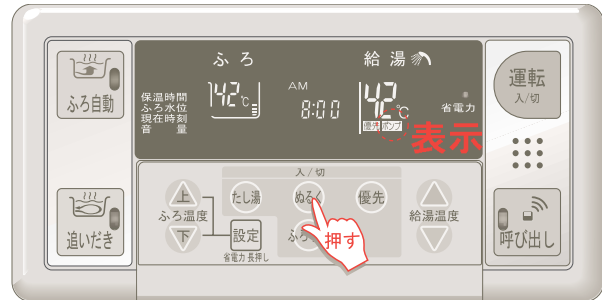 ふろ自動
追いだき
ふろ
給湯
保温時間
ふろ水位
現在時刻
音量
42℃
AM
8:00
42℃
優先 ポンプ
省電力
表示
運転
入/切
呼び出し
入/切
上
ふろ温度
下
たし湯
ぬるく
優先
設定
省電力 長押し
押す
給湯温度